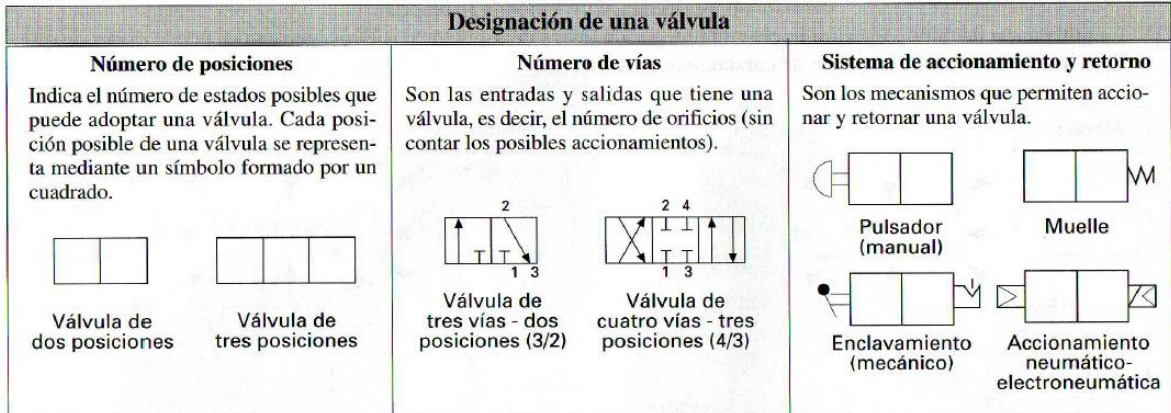 Designación de una válvula
Número de posiciones
Indica el número de estados posibles que
puede adoptar una válvula. Cada posi-
ción posible de una válvula se represen-
ta mediante un símbolo formado por un
cuadrado.
Válvula de
dos posiciones
Válvula de
tres posiciones
Número de vías
Son las entradas y salidas que tiene una
válvula, es decir, el número de orificios (sin
contar los posibles accionamientos).
2
1 3
Válvula de
tres vías - dos
posiciones (3/2)
2 4
1 3
Válvula de
cuatro vías - tres
posiciones (4/3)
Sistema de accionamiento y retorno
Son los mecanismos que permiten accio-
nar y retornar una válvula.
Pulsador
(manual)
Muelle
Enclavamiento
(mecánico)
Accionamiento
neumático-
electroneumática